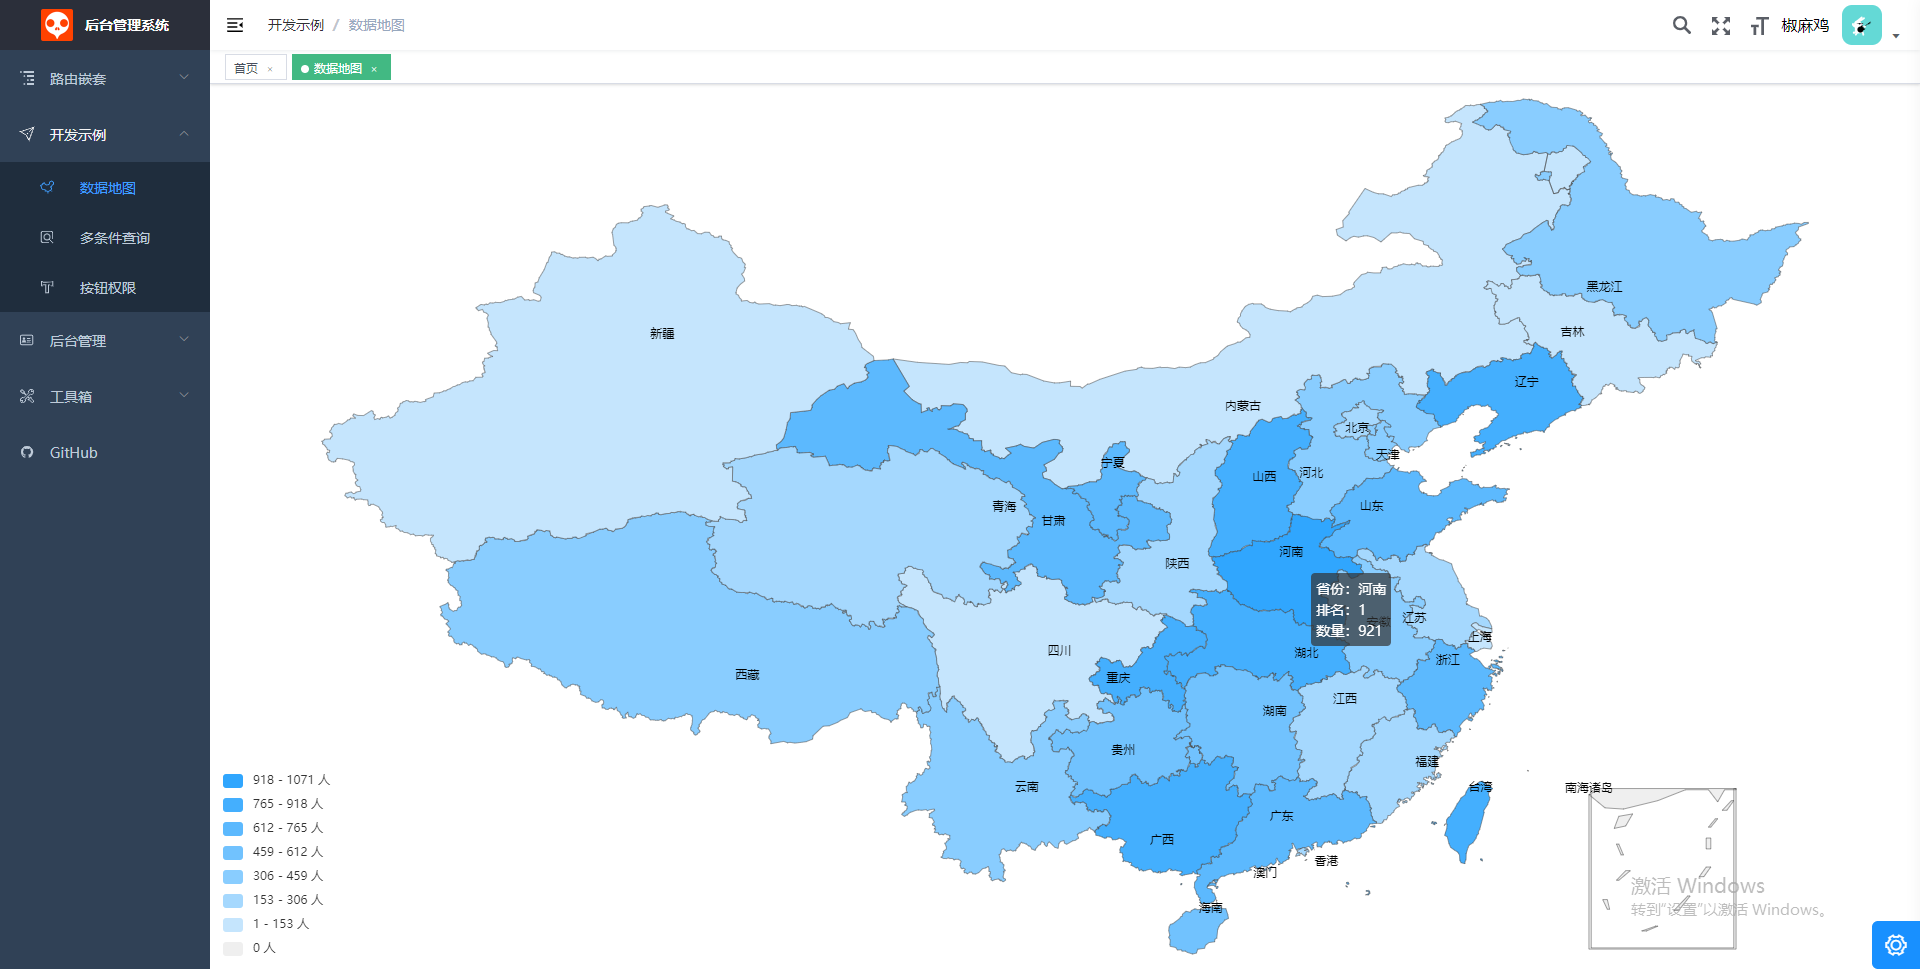 后台管理系统
开发示例 / 数据地图
椒麻鸡
首页 ×
数据地图 ×
路由嵌套
开发示例
数据地图
多条件查询
按钮权限
后台管理
工具箱
GitHub
黑龙江
吉林
新疆
辽宁
内蒙古
北京
天津
宁夏
河北
山西
山东
青海
甘肃
河南
陕西
省份：河南
排名：1
数量：921
安徽
江苏
上海
四川
湖北
浙江
西藏
重庆
江西
湖南
贵州
福建
云南
台湾
南海诸岛
广东
广西
香港
澳门
海南
918 - 1071 人
765 - 918 人
612 - 765 人
459 - 612 人
306 - 459 人
153 - 306 人
1 - 153 人
0 人
激活 Windows
转到"设置"以激活 Windows。